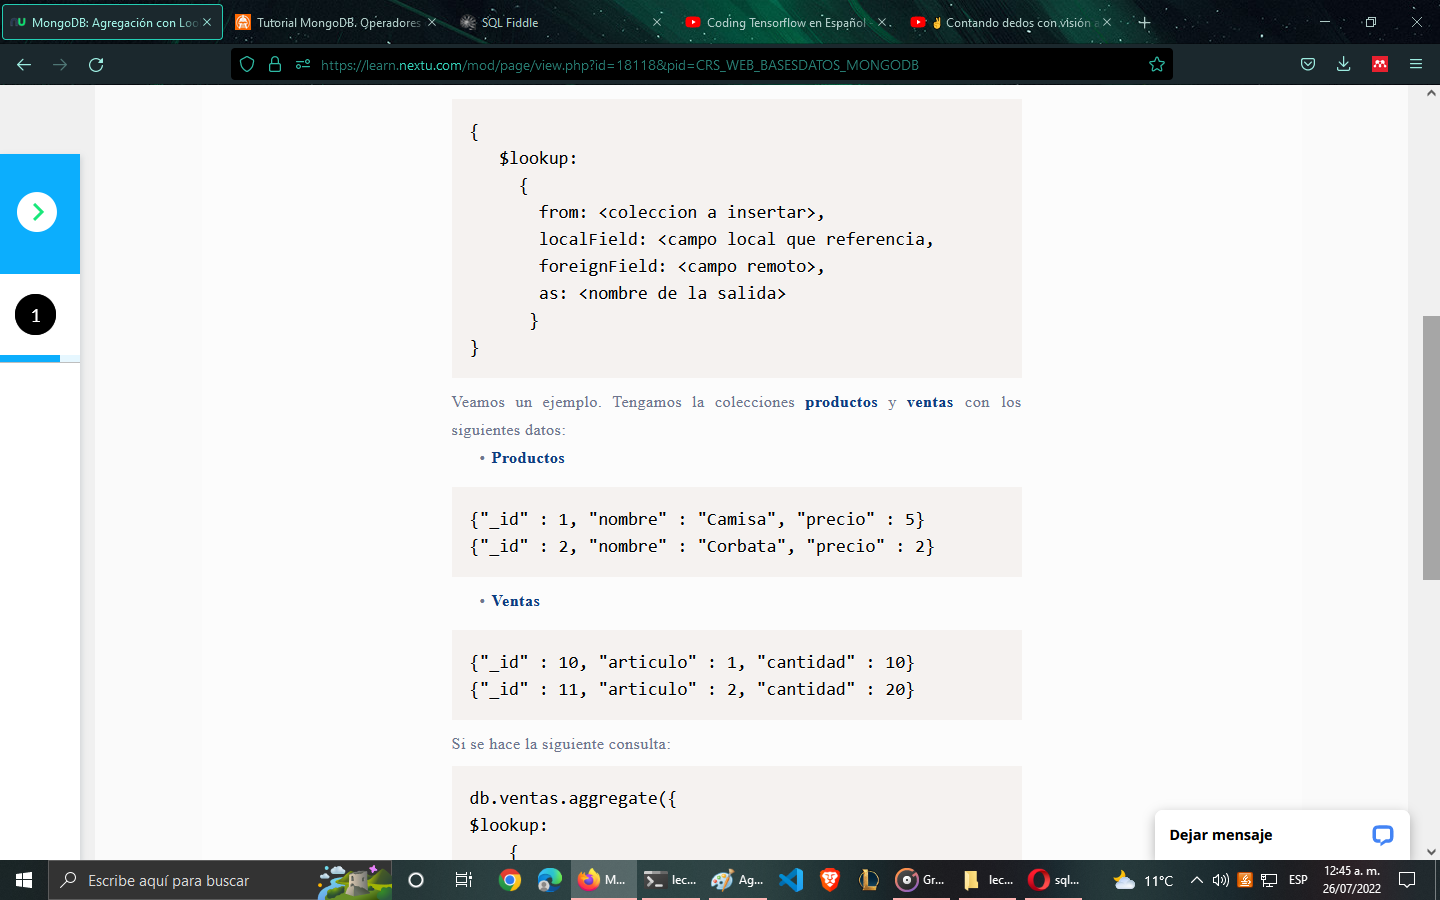 MongoDB: Agregación con Loo
Tutorial MongoDB. Operadores
SQL Fiddle
Coding Tensorflow en Español -
✌ Contando dedos con visión a
https://learn.nextu.com/mod/page/view.php?id=18118&pid=CRS_WEB_BASESDATOS_MONGODB
1
{
$lookup:
{
from: <coleccion a insertar>,
localField: <campo local que referencia,
foreignField: <campo remoto>,
as: <nombre de la salida>
}
}
Veamos un ejemplo. Tengamos la colecciones productos y ventas con los
siguientes datos:
• Productos
{"_id" : 1, "nombre" : "Camisa", "precio" : 5}
{"_id" : 2, "nombre" : "Corbata", "precio" : 2}
• Ventas
{"_id" : 10, "articulo" : 1, "cantidad" : 10}
{"_id" : 11, "articulo" : 2, "cantidad" : 20}
Si se hace la siguiente consulta:
db.ventas.aggregate({
$lookup:
{
Dejar mensaje
Escribe aquí para buscar
M...
lec...
Ag...
Gr...
lec...
sql...
11°C
ESP
12:45 a. m.
26/07/2022